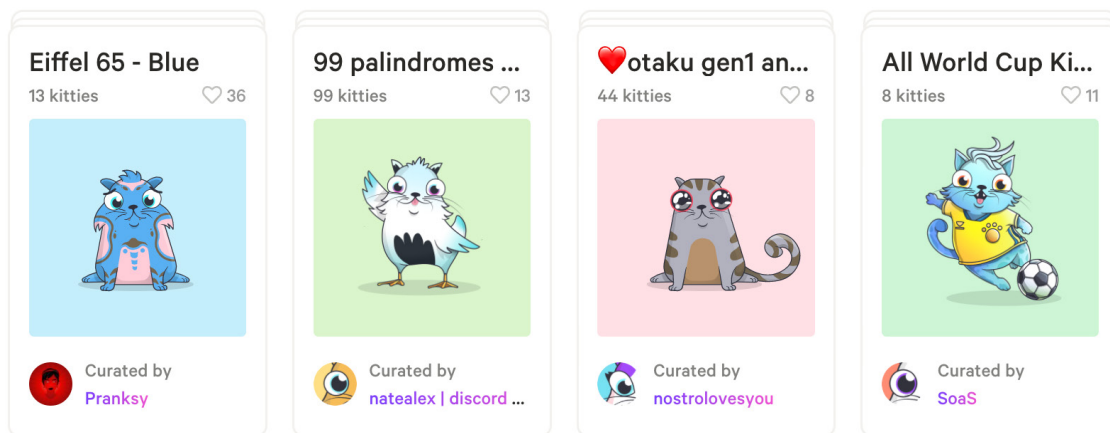 Eiffel 65 - Blue
13 kitties 36
Curated by
Pranksy
99 palindromes ...
99 kitties 13
Curated by
natealex | discord ...
❤️otaku gen1 an...
44 kitties 8
Curated by
nostrolovesyou
All World Cup Ki...
8 kitties 11
Curated by
SoaS